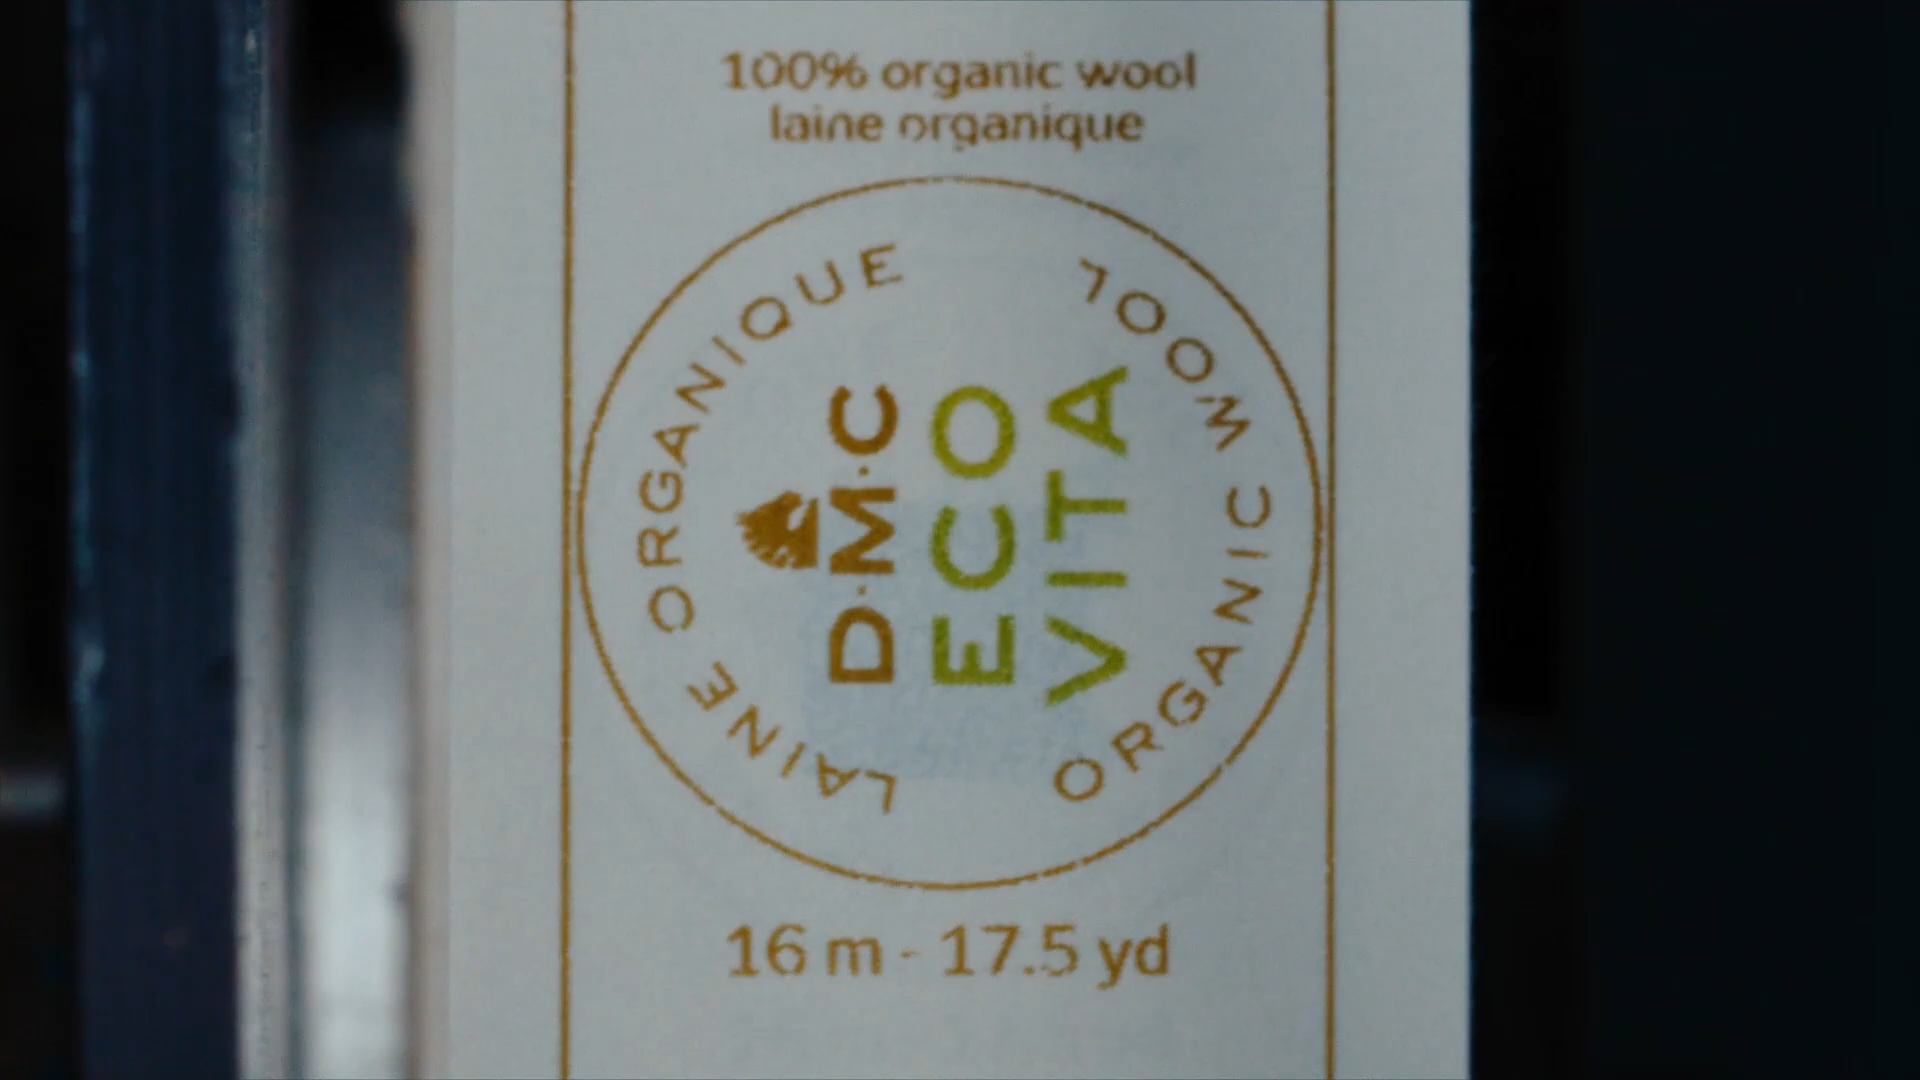 100% organic wool
laine organique
LAINE ORGANIQUE
D·M·C
ECO
VITA
ORGANIC WOOL
16 m - 17.5 yd